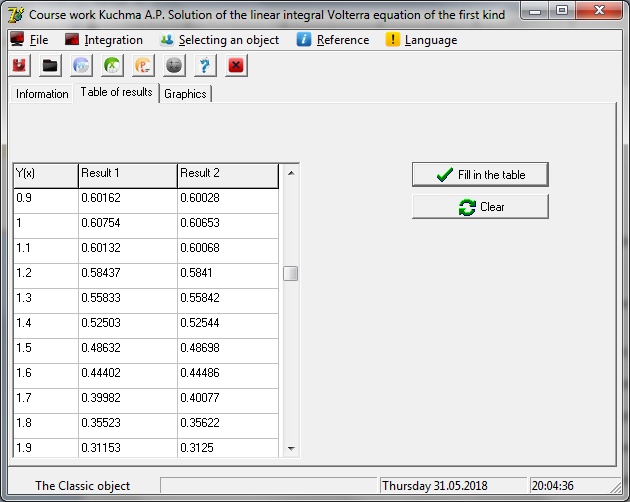 Course work Kuchma A.P. Solution of the linear integral Volterra equation of the first kind
File Integration Selecting an object Reference Language
Information Table of results Graphics
Y(x) Result 1 Result 2
0.9 0.60162 0.60028
1 0.60754 0.60653
1.1 0.60132 0.60068
1.2 0.58437 0.5841
1.3 0.55833 0.55842
1.4 0.52503 0.52544
1.5 0.48632 0.48698
1.6 0.44402 0.44486
1.7 0.39982 0.40077
1.8 0.35523 0.35622
1.9 0.31153 0.3125
Fill in the table
Clear
The Classic object Thursday 31.05.2018 20:04:36